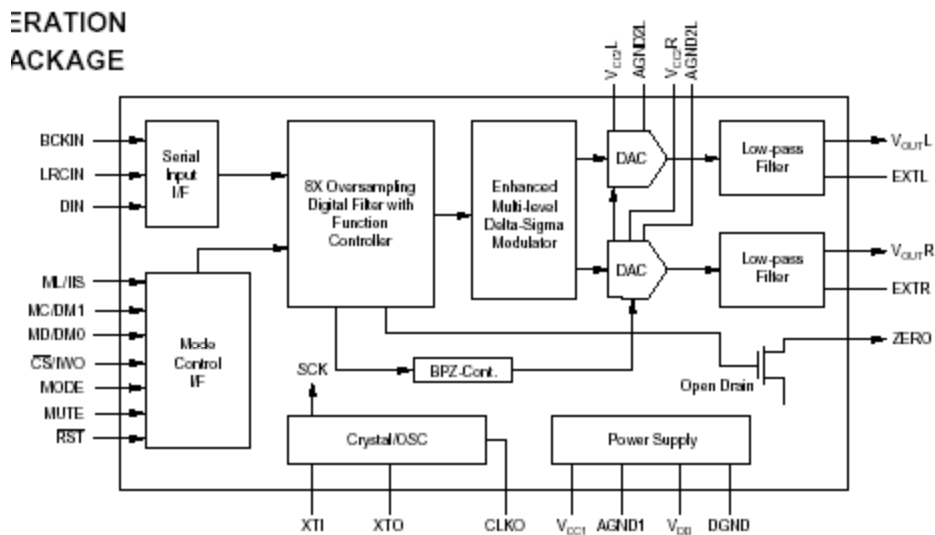 ERATION
ACKAGE
VCC2L
AGND2L
VCC2R
AGND2L
BCKIN
LRCIN
DIN
Serial
Input
I/F
8X Oversampling
Digital Filter with
Function
Controller
Enhanced
Multi-level
Delta-Sigma
Modulator
DAC
Low-pass
Filter
VOUTL
EXTL
DAC
Low-pass
Filter
VOUTR
EXTR
ML/IIS
MC/DM1
MD/DM0
CS/IWO
MODE
MUTE
RST
Mode
Control
I/F
SCK
BPZ-Cont.
Open Drain
ZERO
Crystal/OSC
Power Supply
XTI
XTO
CLKO
VCC1
AGND1
VDD
DGND